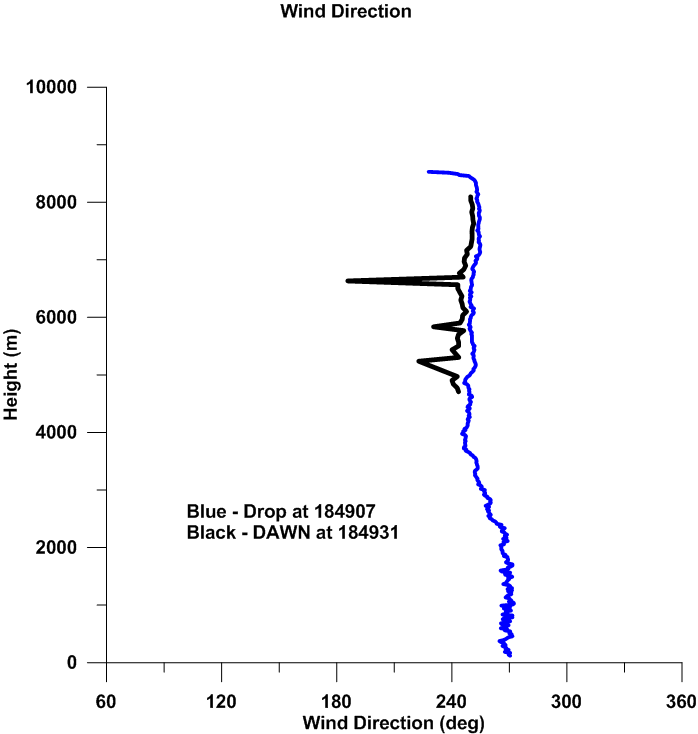 Wind Direction
10000
8000
6000
4000
2000
0
Height (m)
Blue - Drop at 184907
Black - DAWN at 184931
60 120 180 240 300 360
Wind Direction (deg)